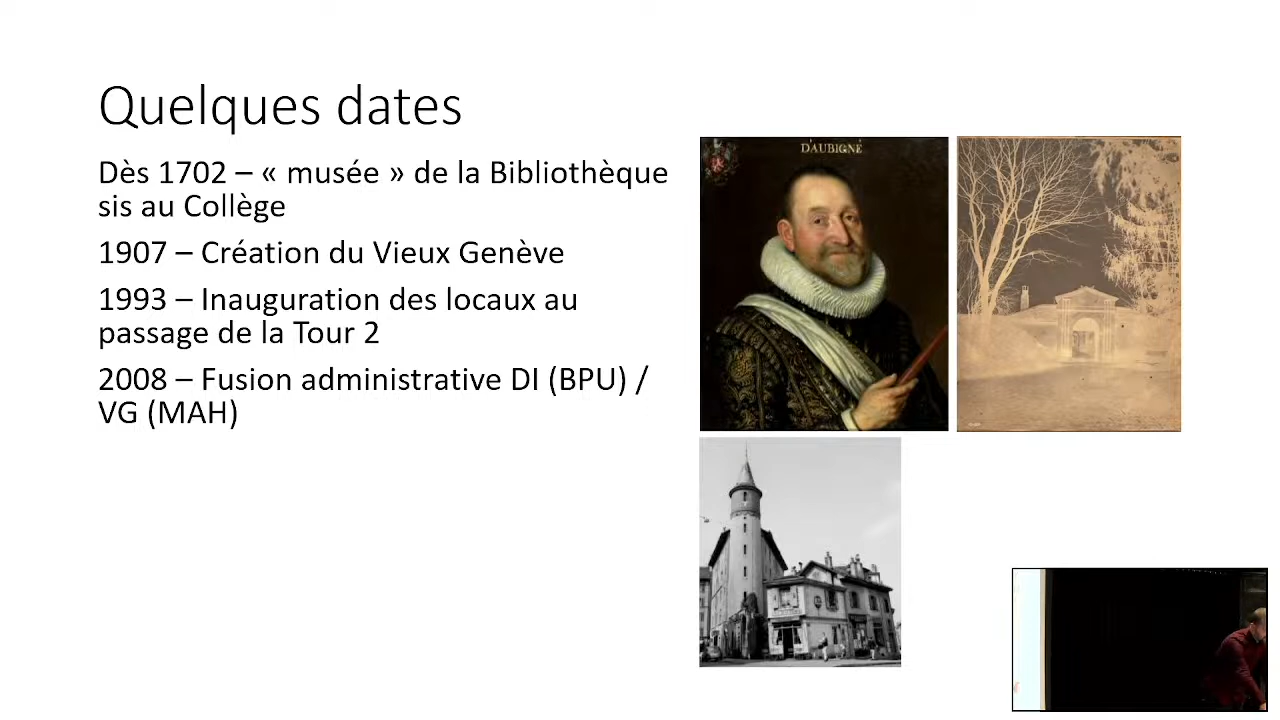 Quelques dates
Dès 1702 – « musée » de la Bibliothèque
sis au Collège
1907 – Création du Vieux Genève
1993 – Inauguration des locaux au
passage de la Tour 2
2008 – Fusion administrative DI (BPU) /
VG (MAH)
D'AUBIGNÉ